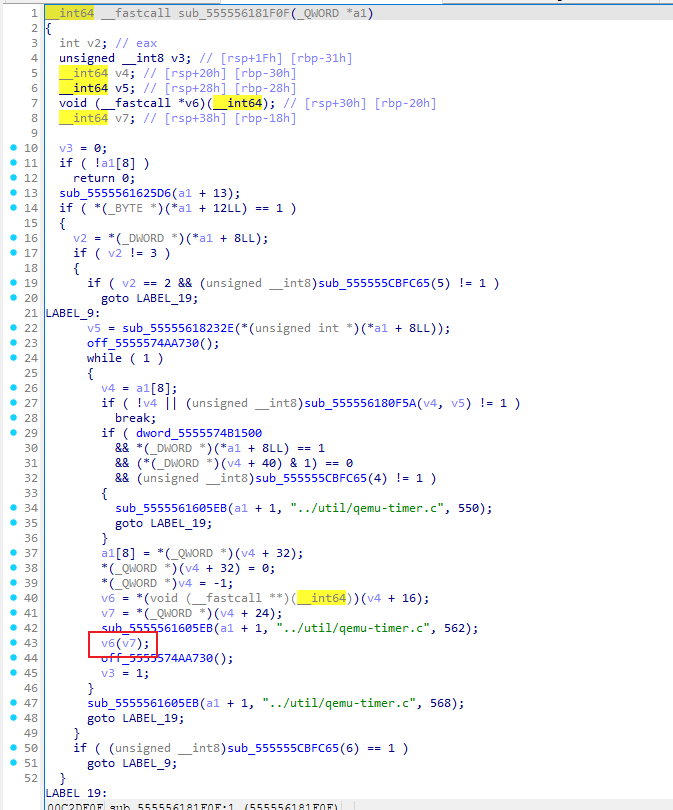 1 __int64 __fastcall sub_555556181F0F(_QWORD *a1)
2 {
3 int v2; // eax
4 unsigned __int8 v3; // [rsp+1Fh] [rbp-31h]
5 __int64 v4; // [rsp+20h] [rbp-30h]
6 __int64 v5; // [rsp+28h] [rbp-28h]
7 void (__fastcall *v6)(__int64); // [rsp+30h] [rbp-20h]
8 __int64 v7; // [rsp+38h] [rbp-18h]
9
10 v3 = 0;
11 if ( !a1[8] )
12 return 0;
13 sub_5555561625D6(a1 + 13);
14 if ( *(_BYTE *)(*a1 + 12LL) == 1 )
15 {
16 v2 = *(_DWORD *)(*a1 + 8LL);
17 if ( v2 != 3 )
18 {
19 if ( v2 == 2 && (unsigned __int8)sub_555555CBFC65(5) != 1 )
20 goto LABEL_19;
21 LABEL_9:
22 v5 = sub_55555618232E(*(unsigned int *)(*a1 + 8LL));
23 off_5555574AA730();
24 while ( 1 )
25 {
26 v4 = a1[8];
27 if ( !v4 || (unsigned __int8)sub_555556180F5A(v4, v5) != 1 )
28 break;
29 if ( dword_5555574B1500
30 && *(_DWORD *)(*a1 + 8LL) == 1
31 && (*(_DWORD *)(v4 + 40) & 1) == 0
32 && (unsigned __int8)sub_555555CBFC65(4) != 1 )
33 {
34 sub_5555561605EB(a1 + 1, "../util/qemu-timer.c", 550);
35 goto LABEL_19;
36 }
37 a1[8] = *(_QWORD *)(v4 + 32);
38 *(_QWORD *)(v4 + 32) = 0;
39 *(_QWORD *)v4 = -1;
40 v6 = *(void (__fastcall **)(__int64))(v4 + 16);
41 v7 = *(_QWORD *)(v4 + 24);
42 sub_5555561605EB(a1 + 1, "../util/qemu-timer.c", 562);
43 v6(v7);
44 off_5555574AA730();
45 v3 = 1;
46 }
47 sub_5555561605EB(a1 + 1, "../util/qemu-timer.c", 568);
48 goto LABEL_19;
49 }
50 if ( (unsigned __int8)sub_555555CBFC65(6) == 1 )
51 goto LABEL_9;
52 }
LABEL_19:
00C2DF0F sub_555556181F0F:1 (555556181F0F)